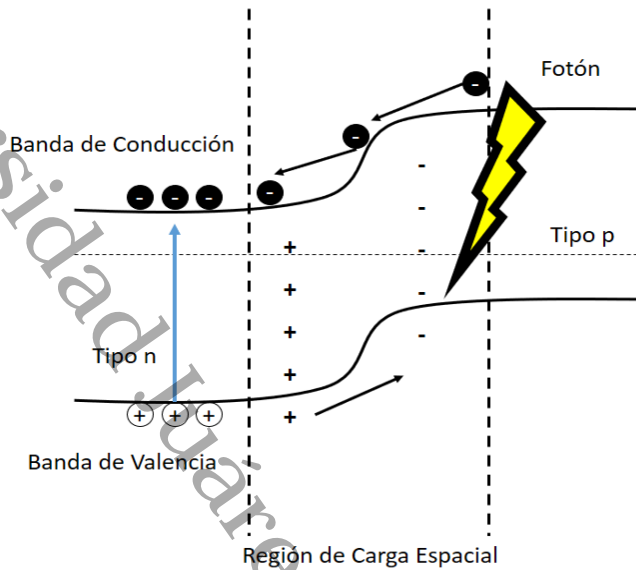 Fotón
Banda de Conducción
Tipo p
Tipo n
Banda de Valencia
Región de Carga Espacial